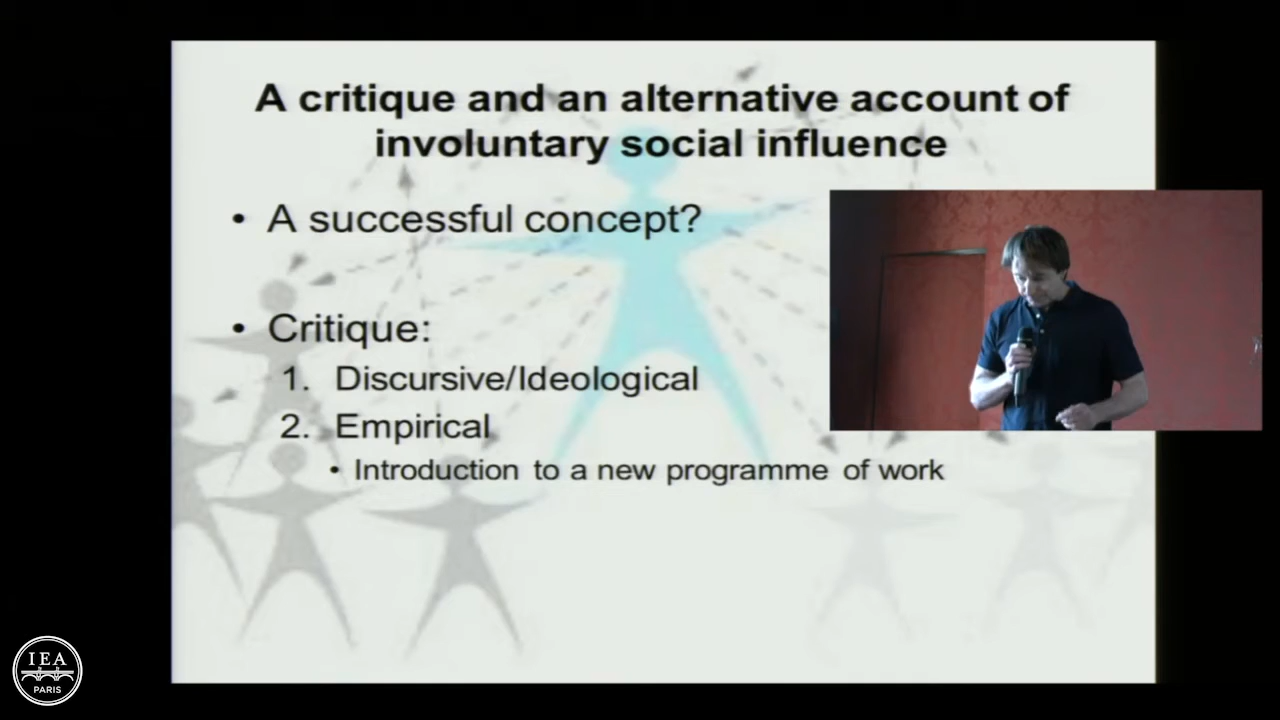 A critique and an alternative account of
involuntary social influence
• A successful concept?
• Critique:
1. Discursive/Ideological
2. Empirical
• Introduction to a new programme of work
IEA
PARIS